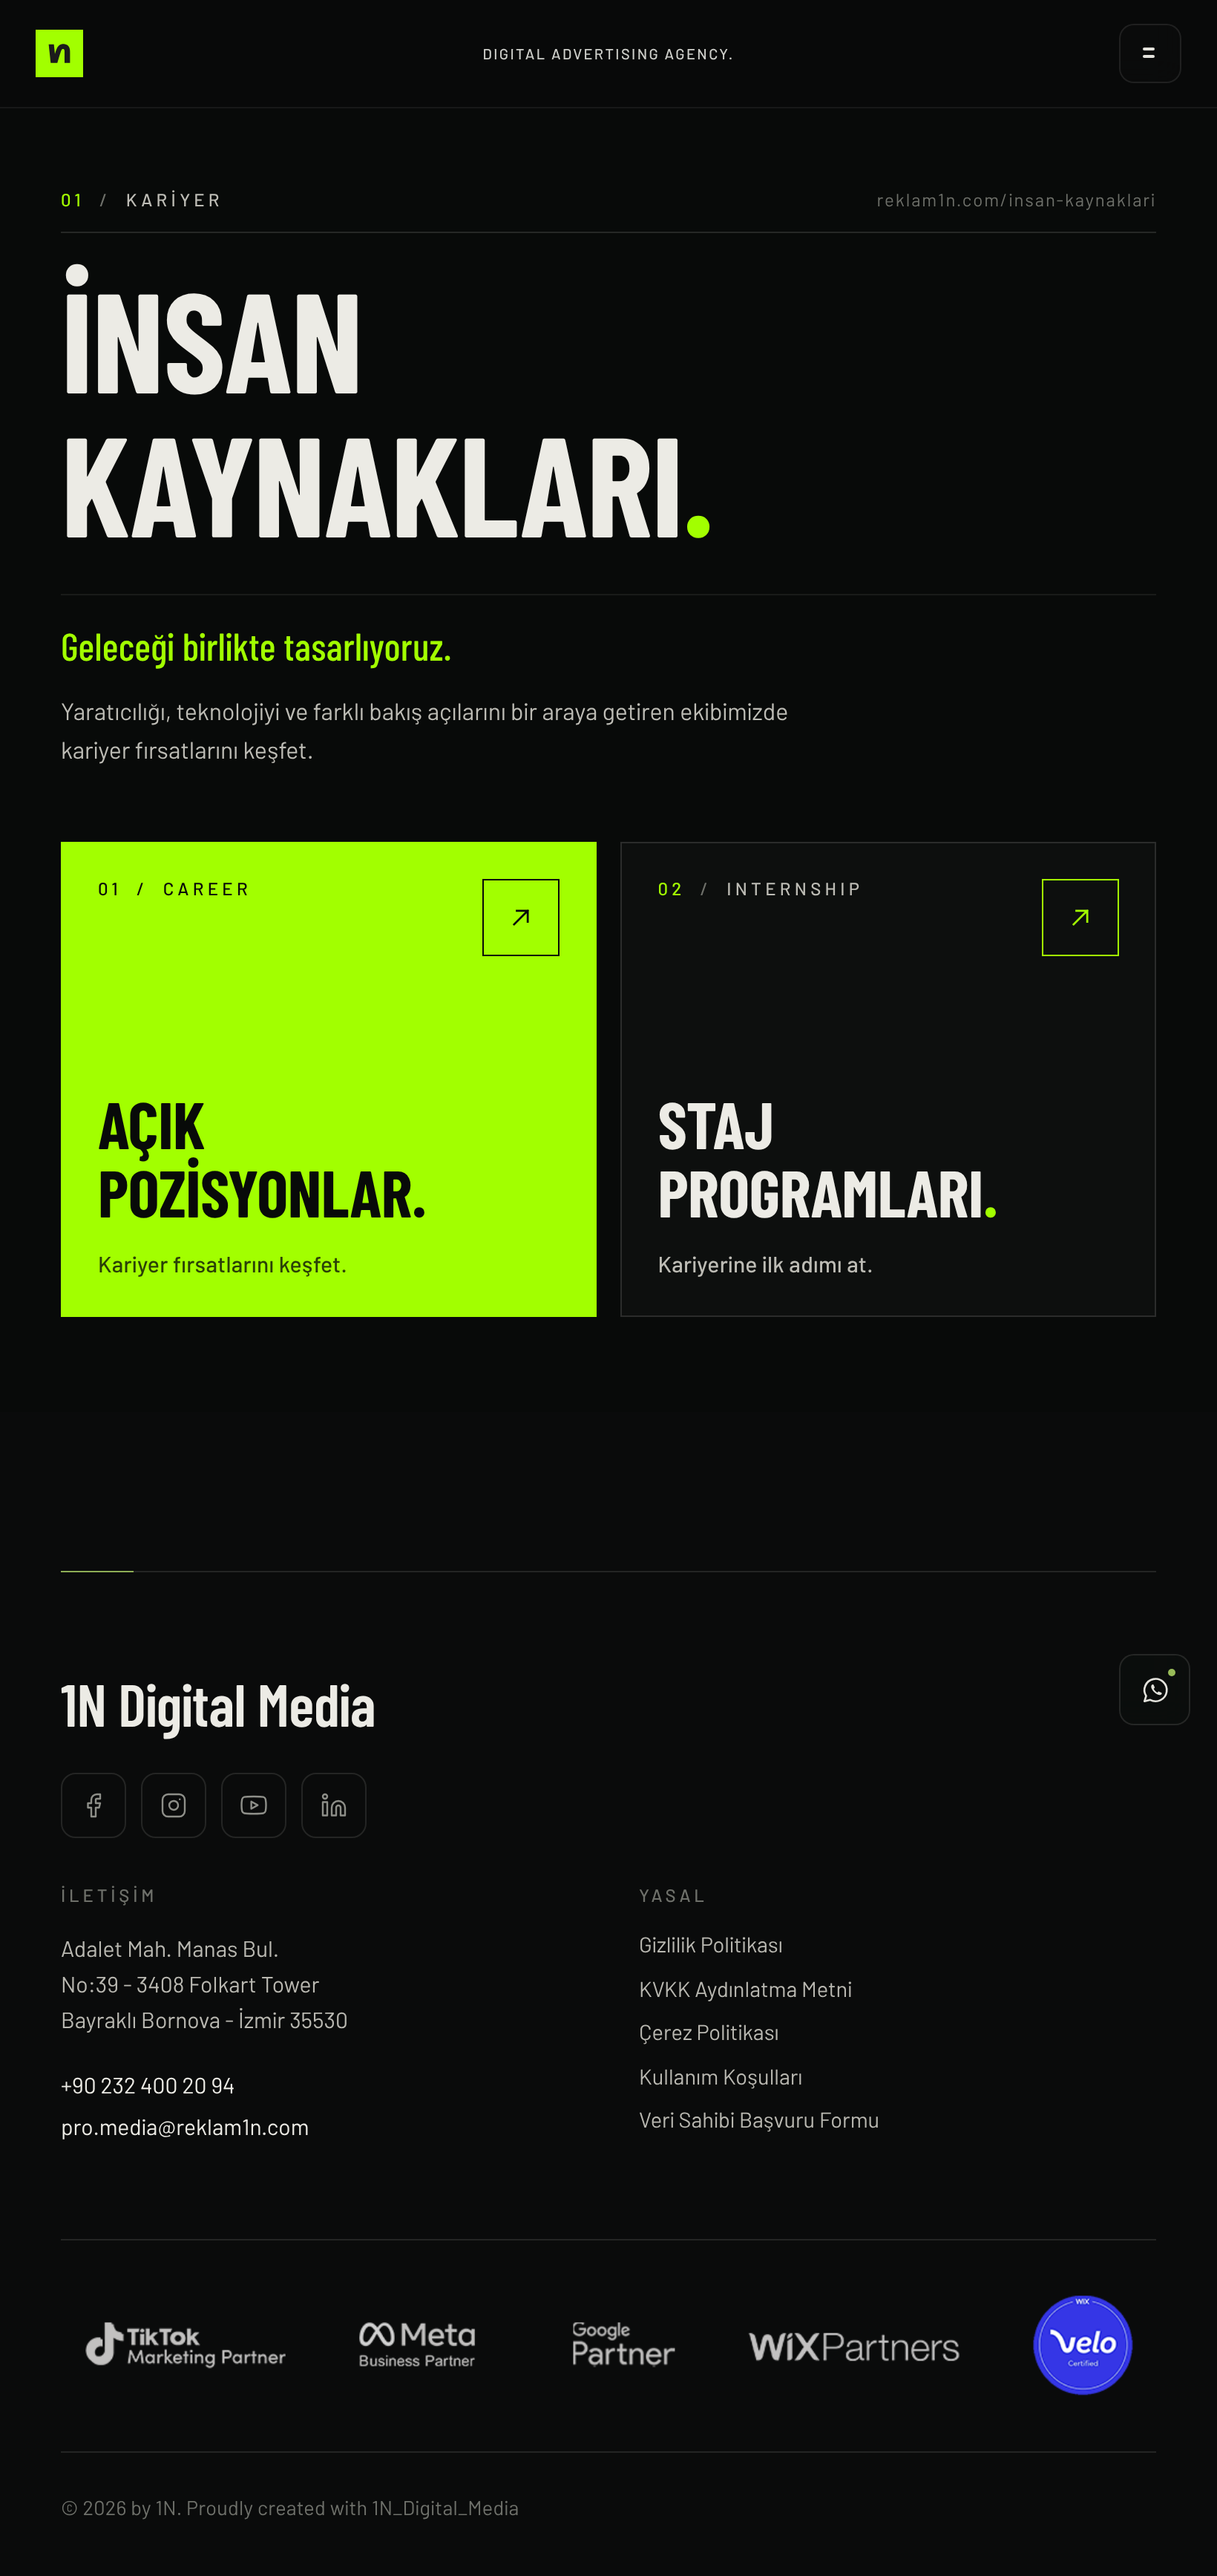 n
DIGITAL ADVERTISING AGENCY.
01 / KARİYER
reklam1n.com/insan-kaynaklari
İNSAN
KAYNAKLARI.
Geleceği birlikte tasarlıyoruz.
Yaratıcılığı, teknolojiyi ve farklı bakış açılarını bir araya getiren ekibimizde
kariyer fırsatlarını keşfet.
01 / CAREER
AÇIK
POZİSYONLAR.
Kariyer fırsatlarını keşfet.
02 / INTERNSHIP
STAJ
PROGRAMLARI.
Kariyerine ilk adımı at.
1N Digital Media
İLETİŞİM
Adalet Mah. Manas Bul.
No:39 - 3408 Folkart Tower
Bayraklı Bornova - İzmir 35530
+90 232 400 20 94
pro.media@reklam1n.com
YASAL
Gizlilik Politikası
KVKK Aydınlatma Metni
Çerez Politikası
Kullanım Koşulları
Veri Sahibi Başvuru Formu
TikTok
Marketing Partner
Meta
Business Partner
Google
Partner
WiXPartners
WIX
velo
Certified
© 2026 by 1N. Proudly created with 1N_Digital_Media